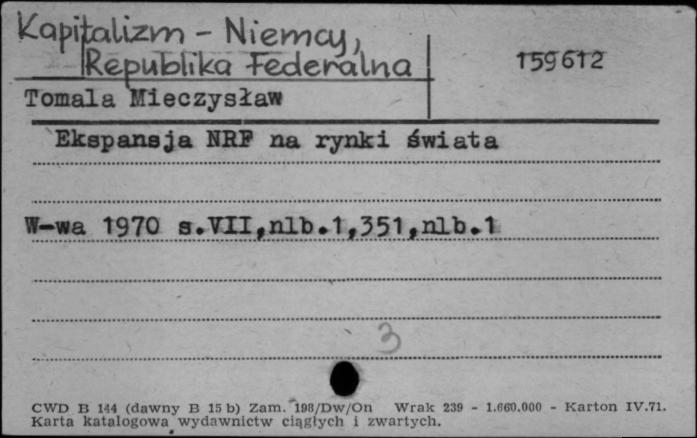 Kapitalizm - Niemcy,
Republika Federalna
159612
Tomala Mieczysław
Ekspansja NRF na rynki świata
W-wa 1970 s.VII,nlb.1,351,nlb.1
3
CWD B 144 (dawny B 15 b) Zam. 198/Dw/On Wrak 239 - 1.660.000 - Karton IV.71.
Karta katalogowa wydawnictw ciągłych i zwartych.